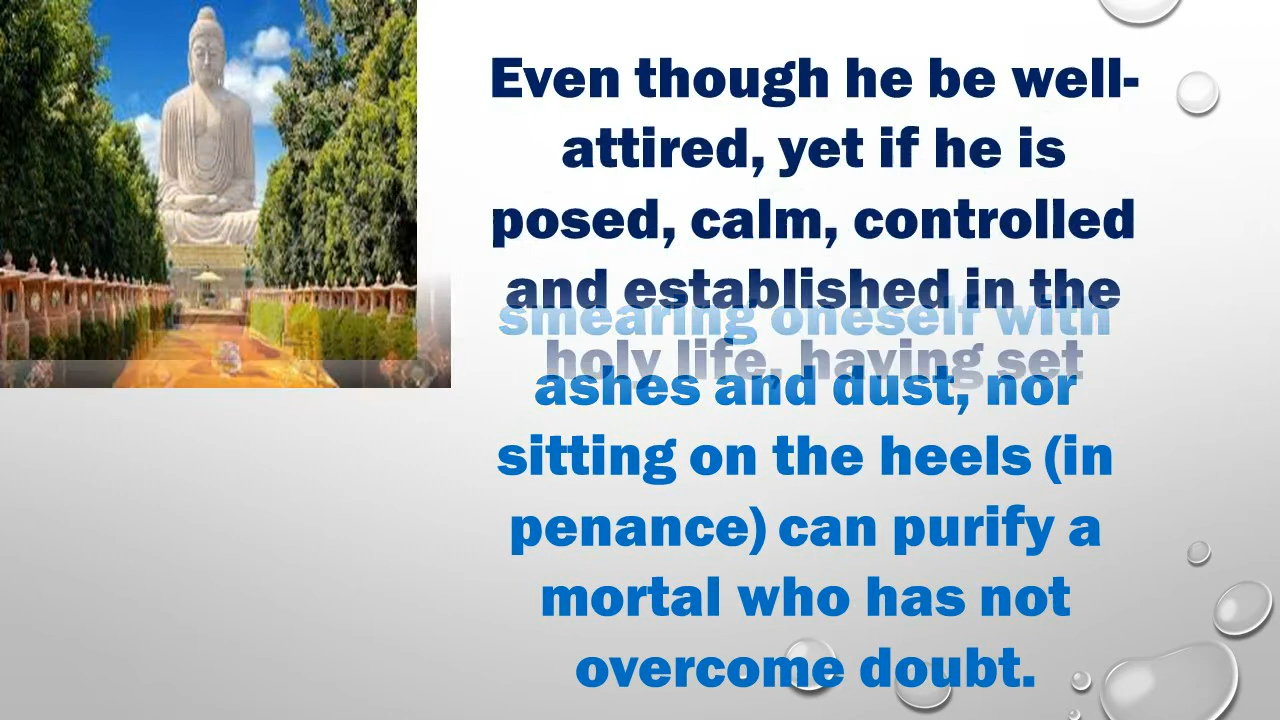 Even though he be well-
attired, yet if he is
posed, calm, controlled
and established in the
smearing oneself with
holy life, having set
ashes and dust, nor
sitting on the heels (in
penance) can purify a
mortal who has not
overcome doubt.